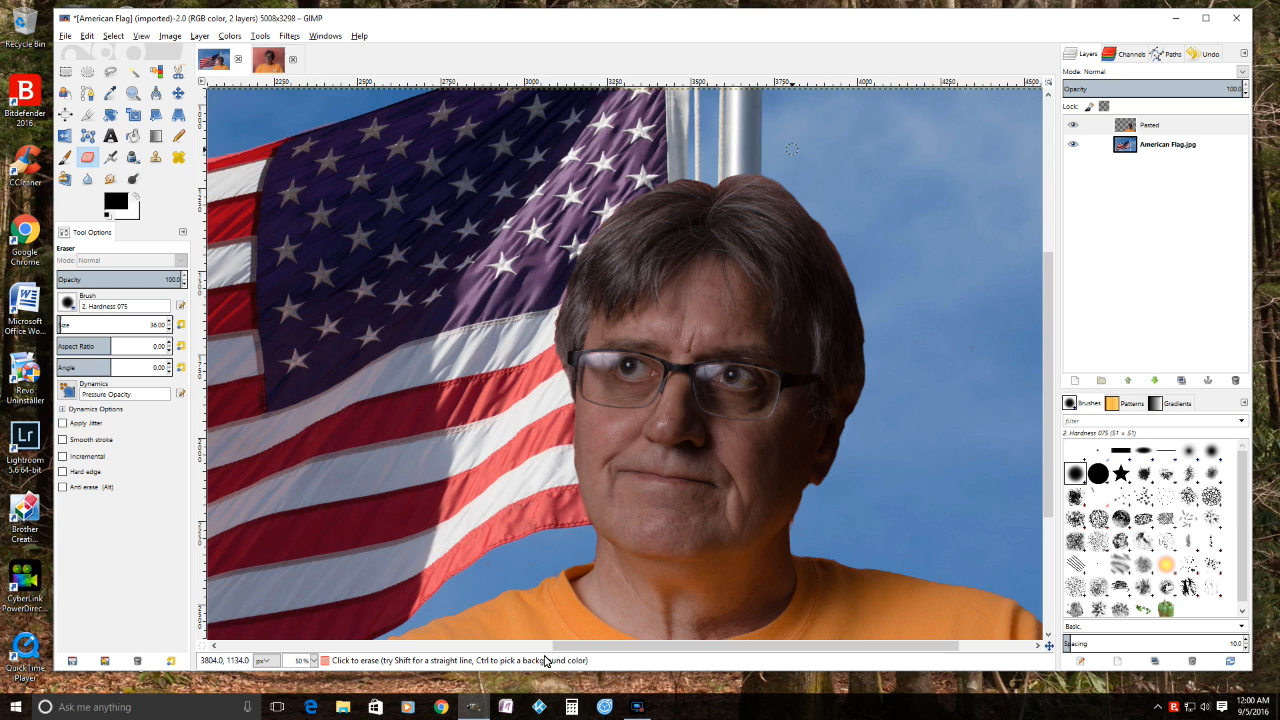 Recycle Bin
Bitdefender
2016
CCleaner
Google
Chrome
Microsoft
Office Wo...
Revo
Uninstaller
Lightroom
5.6 64-bit
Brother
Creati...
CyberLink
PowerDirec...
QuickTime
Player
*[American Flag] (imported)-2.0 (RGB color, 2 layers) 5008x3298 – GIMP
File Edit Select View Image Layer Colors Tools Filters Windows Help
Tool Options
Eraser
Mode: Normal
Opacity 100.0
Brush
2. Hardness 075
Size 36.00
Aspect Ratio 0.00
Angle 0.00
Dynamics
Pressure Opacity
Dynamics Options
Apply Jitter
Smooth stroke
Incremental
Hard edge
Anti erase (Alt)
2250 2500 2750 3000 3250 3500 3750 4000 4250 4500
3804.0, 1134.0 px 50 % Click to erase (try Shift for a straight line, Ctrl to pick a background color)
Layers Channels Paths Undo
Mode: Normal
Opacity 100.0
Lock:
Pasted
American Flag.jpg
Brushes Patterns Gradients
filter
2. Hardness 075 (51 × 51)
Basic,
Spacing 10.0
Ask me anything
12:00 AM
9/5/2016